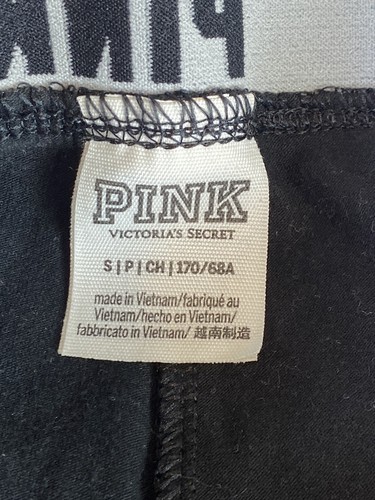 PINK
PINK
VICTORIA'S SECRET
S | P | CH | 170/68A
made in Vietnam/fabriqué au
Vietnam/hecho en Vietnam/
fabbricato in Vietnam/ 越南制造